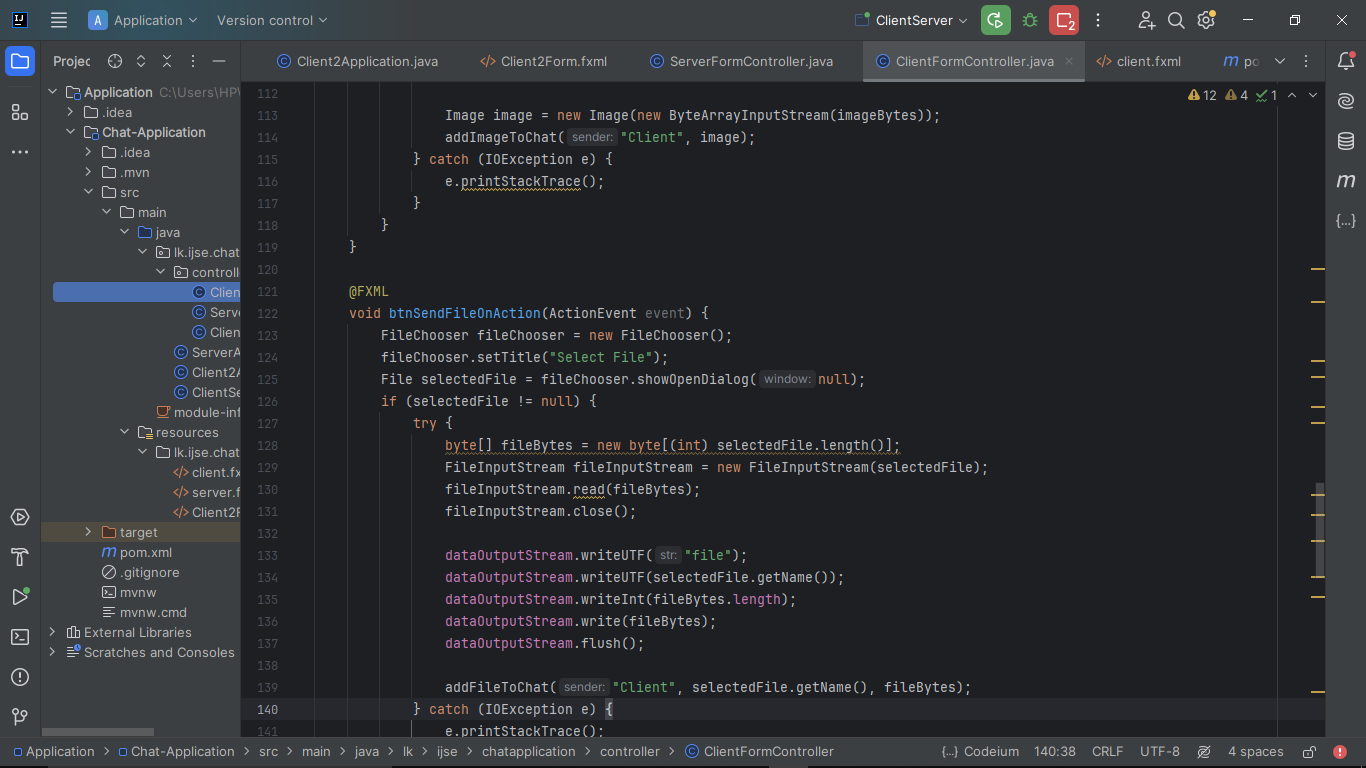 A Application Version control ClientServer 2
Projec Client2Application.java Client2Form.fxml ServerFormController.java ClientFormController.java client.fxml m po
12 4 1
Application C:\Users\HP\
.idea
Chat-Application
.idea
.mvn
src
main
java
lk.ijse.chat
controll
Clien
Serve
Clien
ServerA
Client2A
ClientSe
module-inf
resources
lk.ijse.chat
client.fx
server.f
Client2F
target
m pom.xml
.gitignore
mvnw
mvnw.cmd
External Libraries
Scratches and Consoles
112
113 Image image = new Image(new ByteArrayInputStream(imageBytes));
114 addImageToChat( sender: "Client", image);
115 } catch (IOException e) {
116 e.printStackTrace();
117 }
118 }
119 }
120
121 @FXML
122 void btnSendFileOnAction(ActionEvent event) {
123 FileChooser fileChooser = new FileChooser();
124 fileChooser.setTitle("Select File");
125 File selectedFile = fileChooser.showOpenDialog( window: null);
126 if (selectedFile != null) {
127 try {
128 byte[] fileBytes = new byte[(int) selectedFile.length()];
129 FileInputStream fileInputStream = new FileInputStream(selectedFile);
130 fileInputStream.read(fileBytes);
131 fileInputStream.close();
132
133 dataOutputStream.writeUTF( str: "file");
134 dataOutputStream.writeUTF(selectedFile.getName());
135 dataOutputStream.writeInt(fileBytes.length);
136 dataOutputStream.write(fileBytes);
137 dataOutputStream.flush();
138
139 addFileToChat( sender: "Client", selectedFile.getName(), fileBytes);
140 } catch (IOException e) {
141 e.printStackTrace();
m
{...}
Application > Chat-Application > src > main > java > lk > ijse > chatapplication > controller > ClientFormController {...} Codeium 140:38 CRLF UTF-8 4 spaces